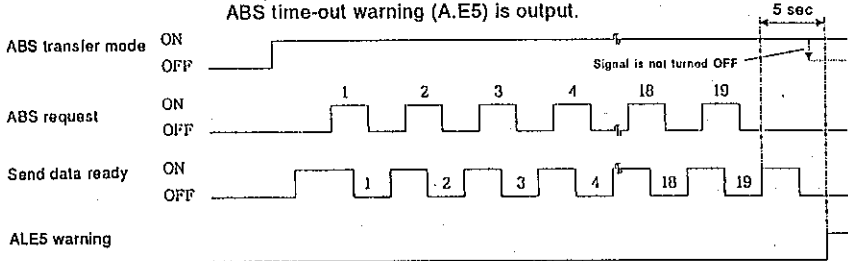 ABS time-out warning (A.E5) is output.
5 sec
ABS transfer mode ON
OFF
Signal is not turned OFF
1 2 3 4 18 19
ABS request ON
OFF
Send data ready ON
OFF
1 2 3 4 18 19
ALE5 warning